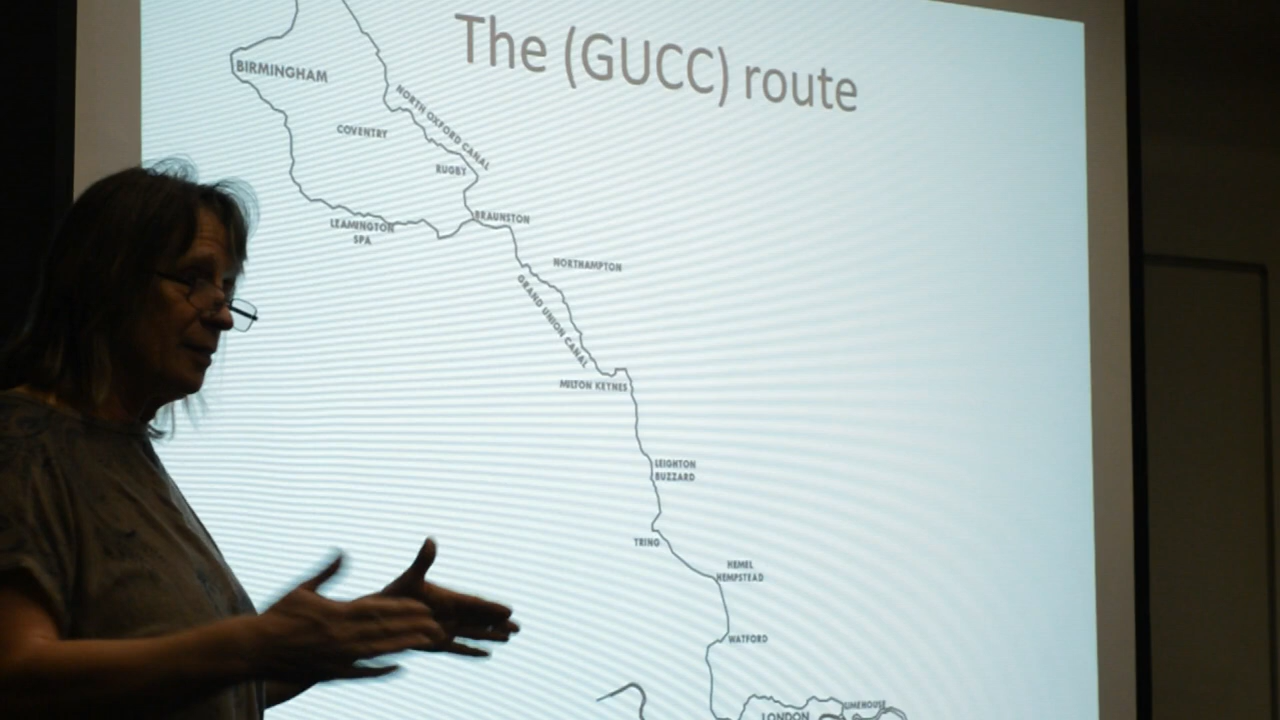 The (GUCC) route
BIRMINGHAM
NORTH OXFORD CANAL
COVENTRY
RUGBY
BRAUNSTON
LEAMINGTON
SPA
NORTHAMPTON
GRAND UNION CANAL
MILTON KEYNES
LEIGHTON
BUZZARD
TRING
HEMEL
HEMPSTEAD
WATFORD
LIMEHOUSE
LONDON